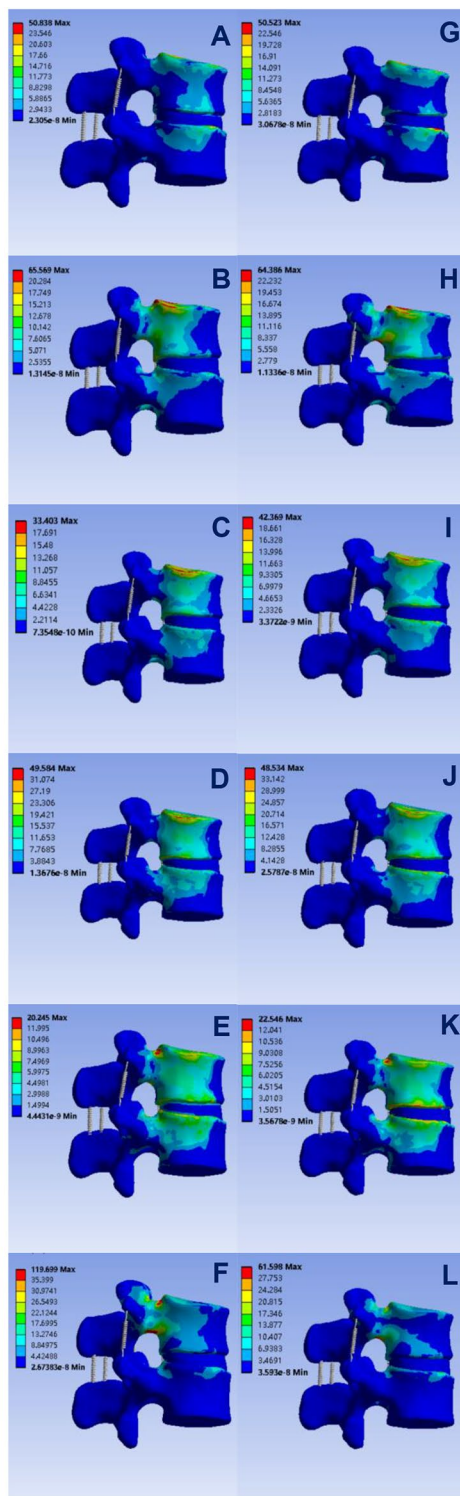 50.838 Max
23.546
20.603
17.66
14.716
11.773
8.8298
5.8865
2.9433
2.305e-8 Min
A
50.523 Max
22.546
19.728
16.91
14.091
11.273
8.4548
5.6365
2.8183
3.0678e-8 Min
G
65.569 Max
20.284
17.749
15.213
12.678
10.142
7.6065
5.071
2.5355
1.3145e-8 Min
B
64.386 Max
22.232
19.453
16.674
13.895
11.116
8.337
5.558
2.779
1.1336e-8 Min
H
33.403 Max
17.691
15.48
13.268
11.057
8.8455
6.6341
4.4228
2.2114
7.3548e-10 Min
C
42.369 Max
18.661
16.328
13.996
11.663
9.3305
6.9979
4.6653
2.3326
3.3722e-9 Min
I
49.584 Max
31.074
27.19
23.306
19.421
15.537
11.653
7.7685
3.8843
1.3676e-8 Min
D
48.534 Max
33.142
28.999
24.857
20.714
16.571
12.428
8.2855
4.1428
2.5787e-8 Min
J
20.245 Max
11.995
10.496
8.9963
7.4969
5.9975
4.4981
2.9988
1.4994
4.4431e-9 Min
E
22.546 Max
12.041
10.536
9.0308
7.5256
6.0205
4.5154
3.0103
1.5051
3.5678e-9 Min
K
119.699 Max
35.399
30.9741
26.5493
22.1244
17.6995
13.2746
8.84975
4.42488
2.67383e-8 Min
F
61.598 Max
27.753
24.284
20.815
17.346
13.877
10.407
6.9383
3.4691
3.593e-8 Min
L